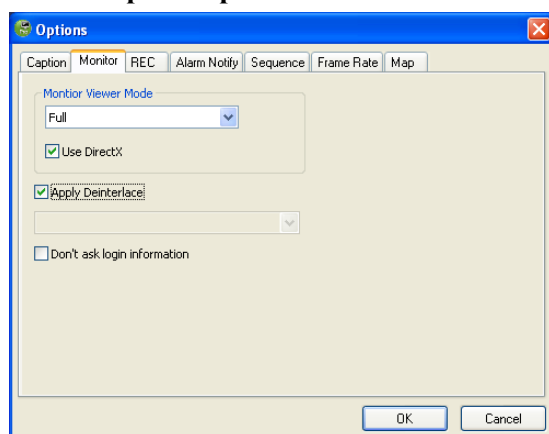 Options
Caption Monitor REC Alarm Notify Sequence Frame Rate Map
Montior Viewer Mode
Full
Use DirectX
Apply Deinterlace
Don't ask login information
OK Cancel